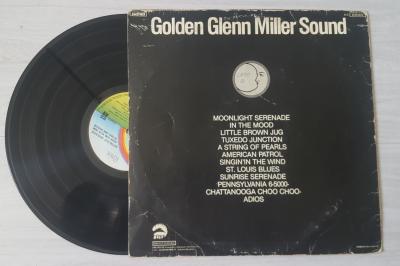 Golden Glenn Miller Sound
MOONLIGHT SERENADE
IN THE MOOD
LITTLE BROWN JUG
TUXEDO JUNCTION
A STRING OF PEARLS
AMERICAN PATROL
SINGIN'IN THE WIND
ST. LOUIS BLUES
SUNRISE SERENADE
PENNSYLVANIA 6-5000-
CHATTANOOGA CHOO CHOO-
ADIOS